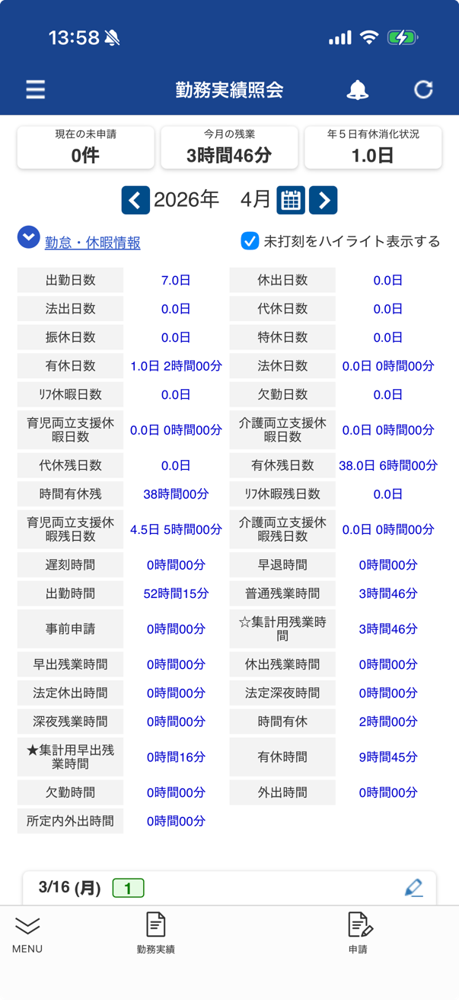 13:58
勤務実績照会
現在の未申請
0件
今月の残業
3時間46分
年５日有休消化状況
1.0日
2026年 4月
勤怠・休暇情報
未打刻をハイライト表示する
出勤日数 7.0日 休出日数 0.0日
法出日数 0.0日 代休日数 0.0日
振休日数 0.0日 特休日数 0.0日
有休日数 1.0日 2時間00分 法休日数 0.0日 0時間00分
ﾘﾌ休暇日数 0.0日 欠勤日数 0.0日
育児両立支援休
暇日数 0.0日 0時間00分
介護両立支援休
暇日数 0.0日 0時間00分
代休残日数 0.0日 有休残日数 38.0日 6時間00分
時間有休残 38時間00分 ﾘﾌ休暇残日数 0.0日
育児両立支援休
暇残日数 4.5日 5時間00分
介護両立支援休
暇残日数 0.0日 0時間00分
遅刻時間 0時間00分 早退時間 0時間00分
出勤時間 52時間15分 普通残業時間 3時間46分
事前申請 0時間00分
☆集計用残業時
間 3時間46分
早出残業時間 0時間00分 休出残業時間 0時間00分
法定休出時間 0時間00分 法定深夜時間 0時間00分
深夜残業時間 0時間00分 時間有休 2時間00分
★集計用早出残
業時間 0時間16分
有休時間 9時間45分
欠勤時間 0時間00分 外出時間 0時間00分
所定内外出時間 0時間00分
3/16 (月) 1
MENU
勤務実績
申請